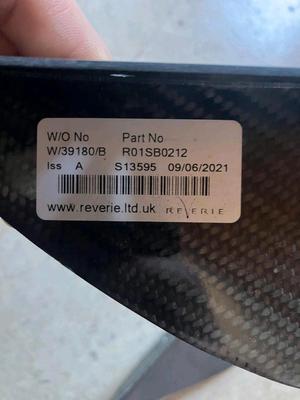 W/O No Part No
W/39180/B R01SB0212
Iss A S13595 09/06/2021
www.reverie.ltd.uk REVERIE